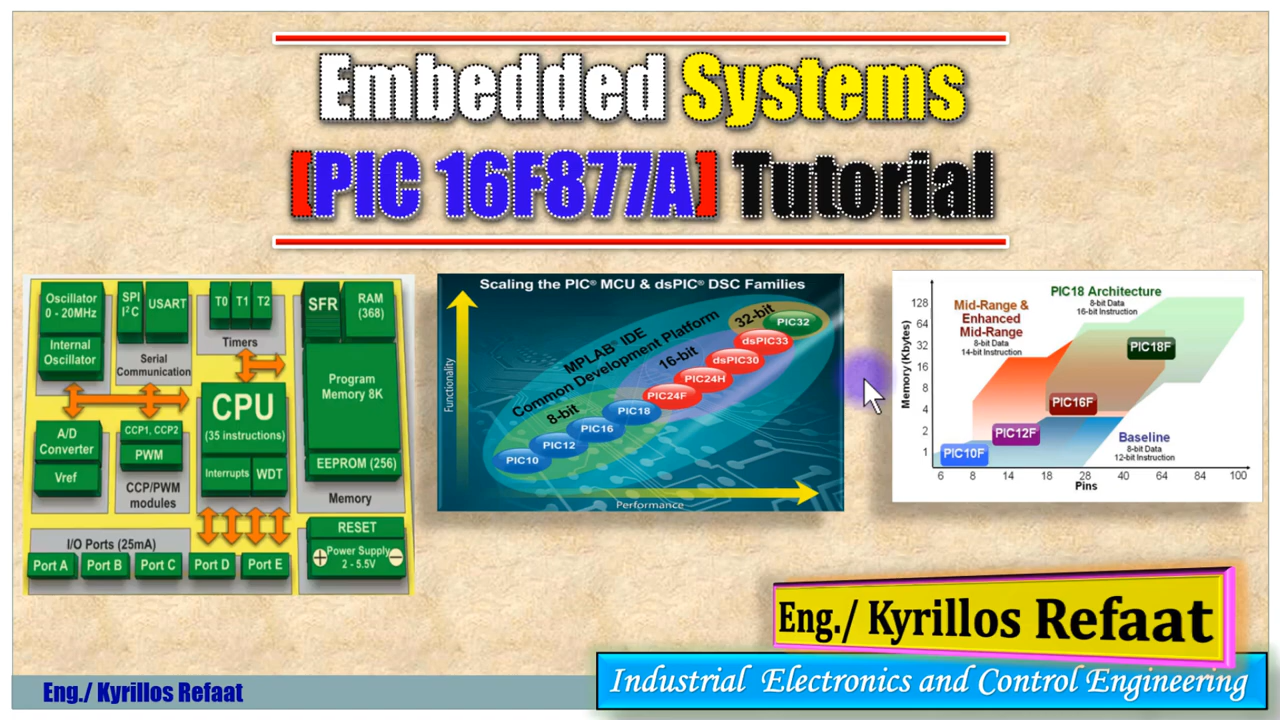 Embedded Systems
[PIC 16F877A] Tutorial
Oscillator
0 - 20MHz
Internal
Oscillator
SPI
I²C
USART
Serial
Communication
T0 T1 T2
Timers
SFR
RAM
(368)
Program
Memory 8K
EEPROM (256)
Memory
CPU
(35 instructions)
Interrupts
WDT
A/D
Converter
Vref
CCP1, CCP2
PWM
CCP/PWM
modules
I/O Ports (25mA)
Port A Port B Port C Port D Port E
RESET
Power Supply
2 - 5.5V
Scaling the PIC® MCU & dsPIC® DSC Families
Functionality
MPLAB® IDE
Common Development Platform
32-bit
16-bit
8-bit
PIC32
dsPIC33
dsPIC30
PIC24H
PIC24F
PIC18
PIC16
PIC12
PIC10
Performance
PIC18 Architecture
8-bit Data
16-bit Instruction
Mid-Range &
Enhanced
Mid-Range
8-bit Data
14-bit Instruction
Memory (Kbytes)
128
64
32
16
8
4
2
1
PIC18F
PIC16F
PIC12F
PIC10F
Baseline
8-bit Data
12-bit Instruction
6 8 14 18 28 40 64 84 100
Pins
Eng./ Kyrillos Refaat
Industrial Electronics and Control Engineering
Eng./ Kyrillos Refaat